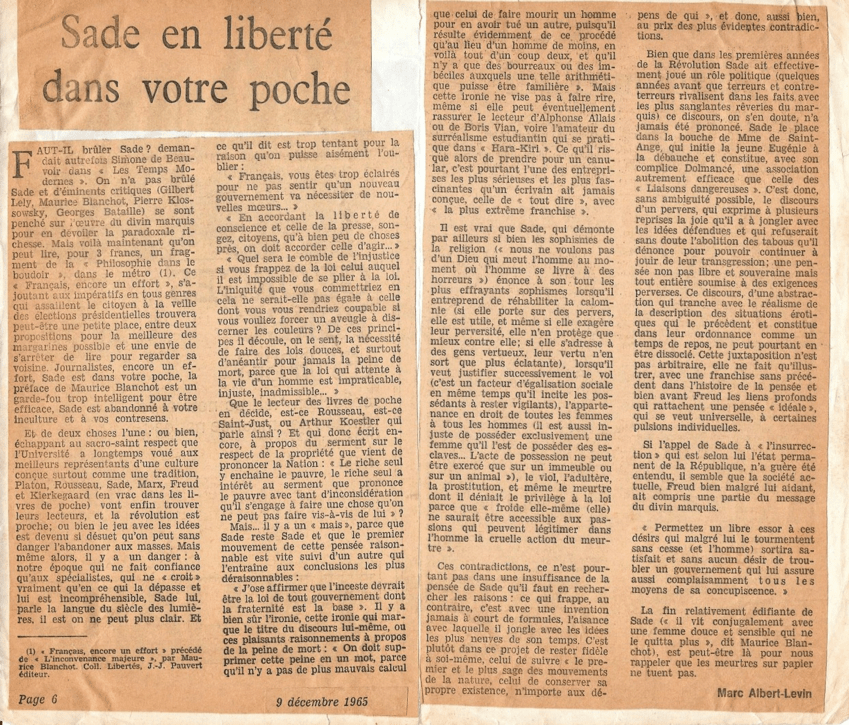 Sade en liberté
dans votre poche
FAUT-IL brûler Sade? deman-
dait autrefois Simone de Beau-
voir dans « Les Temps Mo-
dernes ». On n'a pas brûlé
Sade et d'éminents critiques (Gilbert
Lely, Maurice Blanchot, Pierre Klos-
sowsky, Georges Bataille) se sont
penché sur l'œuvre du divin marquis
pour en dévoiler la paradoxale ri-
chesse. Mais voilà maintenant qu'on
peut lire, pour 3 francs, un frag-
ment de la « Philosophie dans le
boudoir », dans le métro (1). Ce
« Français, encore un effort », s'a-
joutant aux impératifs en tous genres
qui assaillent le citoyen à la veille
des élections présidentielles trouvera
peut-être une petite place, entre deux
propositions pour la meilleure des
margarines possible et une envie de
s'arrêter de lire pour regarder sa
voisine. Journalistes, encore un ef-
fort, Sade est dans votre poche, la
préface de Maurice Blanchot est un
garde-fou trop intelligent pour être
efficace, Sade est abandonné à votre
inculture et à vos contresens.
Et de deux choses l'une : ou bien,
échappant au sacro-saint respect que
l'Université a longtemps voué aux
meilleurs représentants d'une culture
conçue surtout comme une tradition,
Platon, Rousseau, Sade, Marx, Freud
et Kierkegaard (en vrac dans les li-
vres de poche) vont enfin trouver
leurs lecteurs, et la révolution est
proche; ou bien le jeu avec les idées
est devenu si désuet qu'on peut sans
danger l'abandonner aux masses. Mais
même alors, il y a un danger : à
notre époque qui ne fait confiance
qu'aux spécialistes, qui ne « croit »
vraiment qu'en ce qui la dépasse et
lui est incompréhensible, Sade lui,
parle la langue du siècle des lumiè-
res, il est on ne peut plus clair. Et
(1) « Français, encore un effort » précédé
de « L'inconvenance majeure », par Mau-
rice Blanchot. Coll. Libertés, J.-J. Pauvert
éditeur.
ce qu'il dit est trop tentant pour la
raison qu'on puisse aisément l'ou-
blier :
« Français, vous êtes trop éclairés
pour ne pas sentir qu'un nouveau
gouvernement va nécessiter de nou-
velles mœurs... »
« En accordant la liberté de
conscience et celle de la presse, son-
gez, citoyens, qu'à bien peu de choses
près, on doit accorder celle d'agir... »
« Quel sera le comble de l'injustice
si vous frappez de la loi celui auquel
il est impossible de se plier à la loi.
L'iniquité que vous commettriez en
cela ne serait-elle pas égale à celle
dont vous vous rendriez coupable si
vous vouliez forcer un aveugle à dis-
cerner les couleurs? De ces princi-
pes il découle, on le sent, la nécessité
de faire des lois douces, et surtout
d'anéantir pour jamais la peine de
mort, parce que la loi qui attente à
la vie d'un homme est impraticable,
injuste, inadmissible... »
Que le lecteur des livres de poche
en décide, est-ce Rousseau, est-ce
Saint-Just, ou Arthur Koestler qui
parle ainsi? Et qui donc écrit en-
core, à propos du serment sur le
respect de la propriété que vient de
prononcer la Nation : « Le riche seul
y enchaîne le pauvre, le riche seul a
intérêt au serment que prononce
le pauvre avec tant d'inconsidération
qu'il s'engage à faire une chose qu'on
ne peut pas faire vis-à-vis de lui »?
Mais... il y a un « mais », parce que
Sade reste Sade et que le premier
mouvement de cette pensée raison-
nable est vite suivi d'un autre qui
l'entraîne aux conclusions les plus
déraisonnables :
« J'ose affirmer que l'inceste devrait
être la loi de tout gouvernement dont
la fraternité est la base ». Il y a
bien sûr l'ironie, cette ironie qui mar-
que le titre du discours lui-même, ou
ces plaisants raisonnements à propos
de la peine de mort : « On doit sup-
primer cette peine en un mot, parce
qu'il n'y a pas de plus mauvais calcul
Page 6
9 décembre 1965
que celui de faire mourir un homme
pour en avoir tué un autre, puisqu'il
résulte évidemment de ce procédé
qu'au lieu d'un homme de moins, en
voilà tout d'un coup deux, et qu'il
n'y a que des bourreaux ou des im-
béciles auxquels une telle arithméti-
que puisse être familière ». Mais
cette ironie ne vise pas à faire rire,
même si elle peut éventuellement
rassurer le lecteur d'Alphonse Allais
ou de Boris Vian, voire l'amateur du
surréalisme estudiantin qui se prati-
que dans « Hara-Kiri ». Ce qu'il ris-
que alors de prendre pour un canu-
lar, c'est pourtant l'une des entrepri-
ses les plus sérieuses et les plus fas-
cinantes qu'un écrivain ait jamais
conçue, celle de « tout dire », avec
« la plus extrême franchise ».
Il est vrai que Sade, qui démonte
par ailleurs si bien les sophismes de
la religion (« nous ne voulons pas
d'un Dieu qui meut l'homme au mo-
ment où l'homme se livre à des
horreurs ») énonce à son tour les
plus effrayants sophismes lorsqu'il
entreprend de réhabiliter la calom-
nie (si elle porte sur des pervers,
elle est utile, et même si elle exagère
leur perversité, elle n'en protège que
mieux contre elle; si elle s'adresse à
des gens vertueux, leur vertu n'en
sort que plus éclatante), lorsqu'il
veut justifier successivement le vol
(c'est un facteur d'égalisation sociale
en même temps qu'il incite les pos-
sédants à rester vigilants), l'apparte-
nance en droit de toutes les femmes
à tous les hommes (il est aussi in-
juste de posséder exclusivement une
femme qu'il l'est de posséder des es-
claves... L'acte de possession ne peut
être exercé que sur un immeuble ou
sur un animal »), le viol, l'adultère,
la prostitution, et même le meurtre
dont il déniait le privilège à la loi
parce que « froide elle-même (elle)
ne saurait être accessible aux pas-
sions qui peuvent légitimer dans
l'homme la cruelle action du meur-
tre ».
Ces contradictions, ce n'est pour-
tant pas dans une insuffisance de la
pensée de Sade qu'il faut en recher-
cher les raisons : ce qui frappe, au
contraire, c'est avec une invention
jamais à court de formules, l'aisance
avec laquelle il jongle avec les idées
les plus neuves de son temps. C'est
plutôt dans ce projet de rester fidèle
à soi-même, celui de suivre « le pre-
mier et le plus sage des mouvements
de la nature, celui de conserver sa
propre existence, n'importe aux dé-
pens de qui », et donc, aussi bien,
au prix des plus évidentes contradic-
tions.
Bien que dans les premières années
de la Révolution Sade ait effective-
ment joué un rôle politique (quelques
années avant que terreurs et contre-
terreurs rivalisent dans les faits avec
les plus sanglantes rêveries du mar-
quis) ce discours, on s'en doute, n'a
jamais été prononcé. Sade le place
dans la bouche de Mme de Saint-
Ange, qui initie la jeune Eugénie à
la débauche et constitue, avec son
complice Dolmancé, une association
autrement efficace que celle des
« Liaisons dangereuses ». C'est donc,
sans ambiguïté possible, le discours
d'un pervers, qui exprime à plusieurs
reprises la joie qu'il a à jongler avec
les idées défendues et qui refuserait
sans doute l'abolition des tabous qu'il
dénonce pour pouvoir continuer à
jouir de leur transgression; une pen-
sée non pas libre et souveraine mais
tout entière soumise à des exigences
perverses. Ce discours, d'une abstrac-
tion qui tranche avec le réalisme de
la description des situations éroti-
ques qui le précèdent et constitue
dans leur ordonnance comme un
temps de repos, ne peut pourtant en
être dissocié. Cette juxtaposition n'est
pas arbitraire, elle ne fait qu'illus-
trer, avec une franchise sans précé-
dent dans l'histoire de la pensée et
bien avant Freud les liens profonds
qui rattachent une pensée « idéale »,
qui se veut universelle, à certaines
pulsions individuelles.
Si l'appel de Sade à « l'insurrec-
tion » qui est selon lui l'état perma-
nent de la République, n'a guère été
entendu, il semble que la société ac-
tuelle, Freud bien malgré lui aidant,
ait compris une partie du message
du divin marquis.
« Permettez un libre essor à ces
désirs qui malgré lui le tourmentent
sans cesse (et l'homme) sortira sa-
tisfait et sans aucun désir de trou-
bler un gouvernement qui lui assure
aussi complaisamment tous les
moyens de sa concupiscence. »
La fin relativement édifiante de
Sade (« il vit conjugalement avec
une femme douce et sensible qui ne
le quitta plus », dit Maurice Blan-
chot), est peut-être là pour nous
rappeler que les meurtres sur papier
ne tuent pas.
Marc Albert-Levin